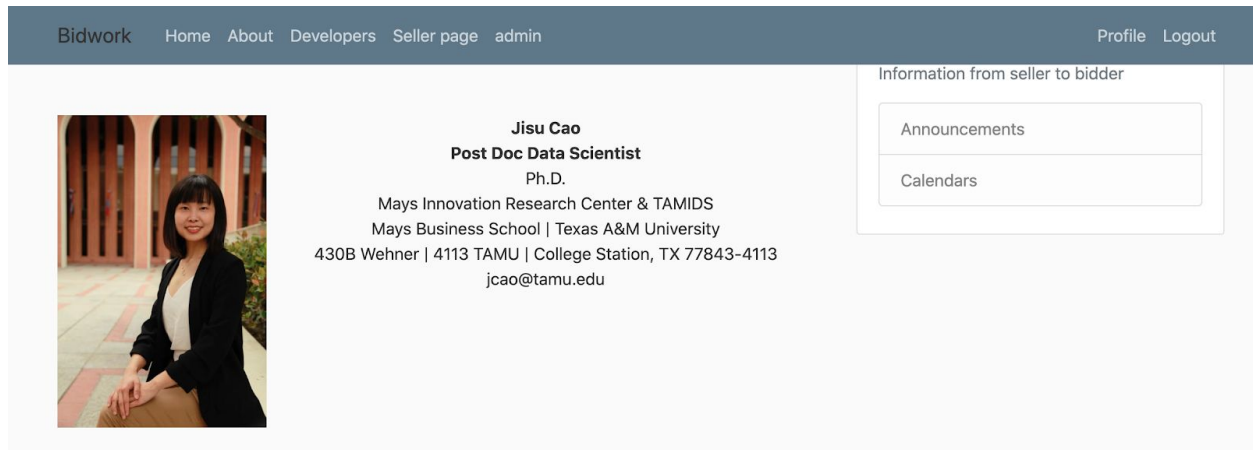 Bidwork Home About Developers Seller page admin Profile Logout
Information from seller to bidder
Announcements
Calendars
Jisu Cao
Post Doc Data Scientist
Ph.D.
Mays Innovation Research Center & TAMIDS
Mays Business School | Texas A&M University
430B Wehner | 4113 TAMU | College Station, TX 77843-4113
jcao@tamu.edu